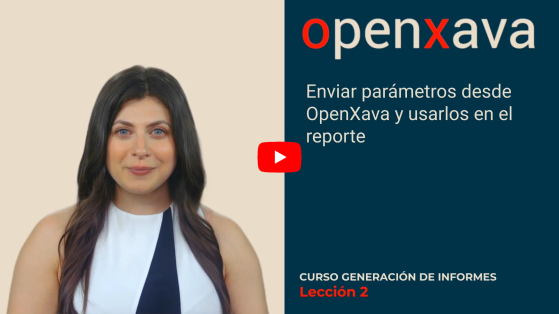 openxava
Enviar parámetros desde
OpenXava y usarlos en el
reporte
CURSO GENERACIÓN DE INFORMES
Lección 2